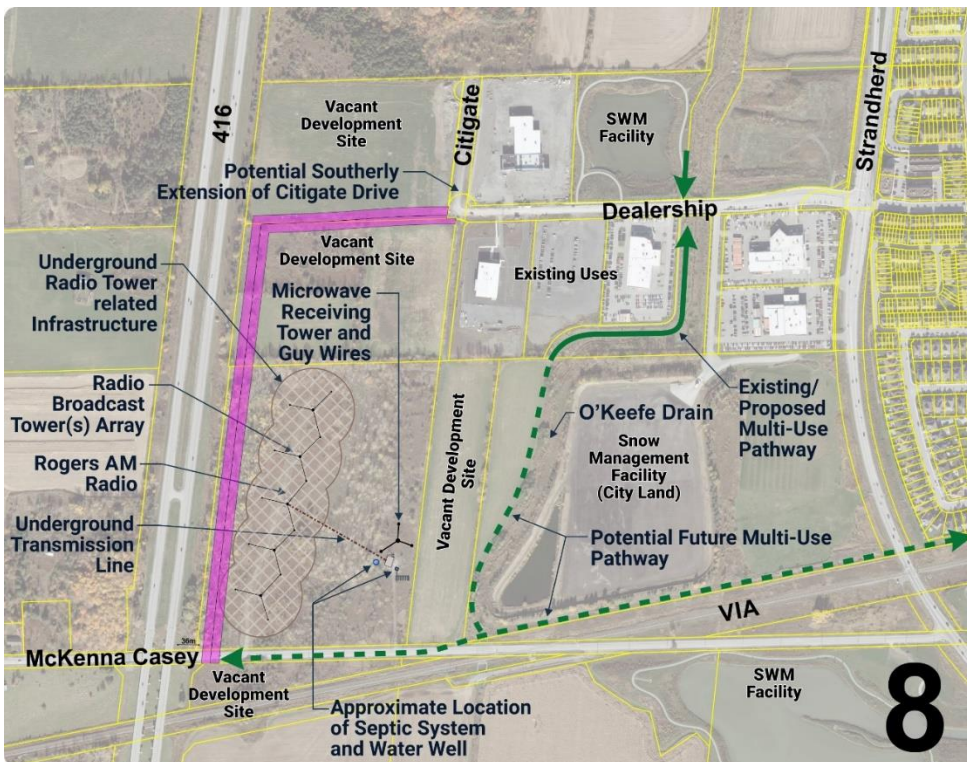 416
Vacant
Development
Site
Citigate
SWM
Facility
Strandherd
Potential Southerly
Extension of Citigate Drive
Dealership
Vacant
Development Site
Underground
Radio Tower
related
Infrastructure
Microwave
Receiving
Tower and
Guy Wires
Existing Uses
Radio
Broadcast
Tower(s) Array
Rogers AM
Radio
Underground
Transmission
Line
Vacant Development
Site
O'Keefe Drain
Snow
Management
Facility
(City Land)
Existing/
Proposed
Multi-Use
Pathway
Potential Future Multi-Use
Pathway
VIA
36m
McKenna Casey
Vacant
Development
Site
Approximate Location
of Septic System
and Water Well
SWM
Facility
8